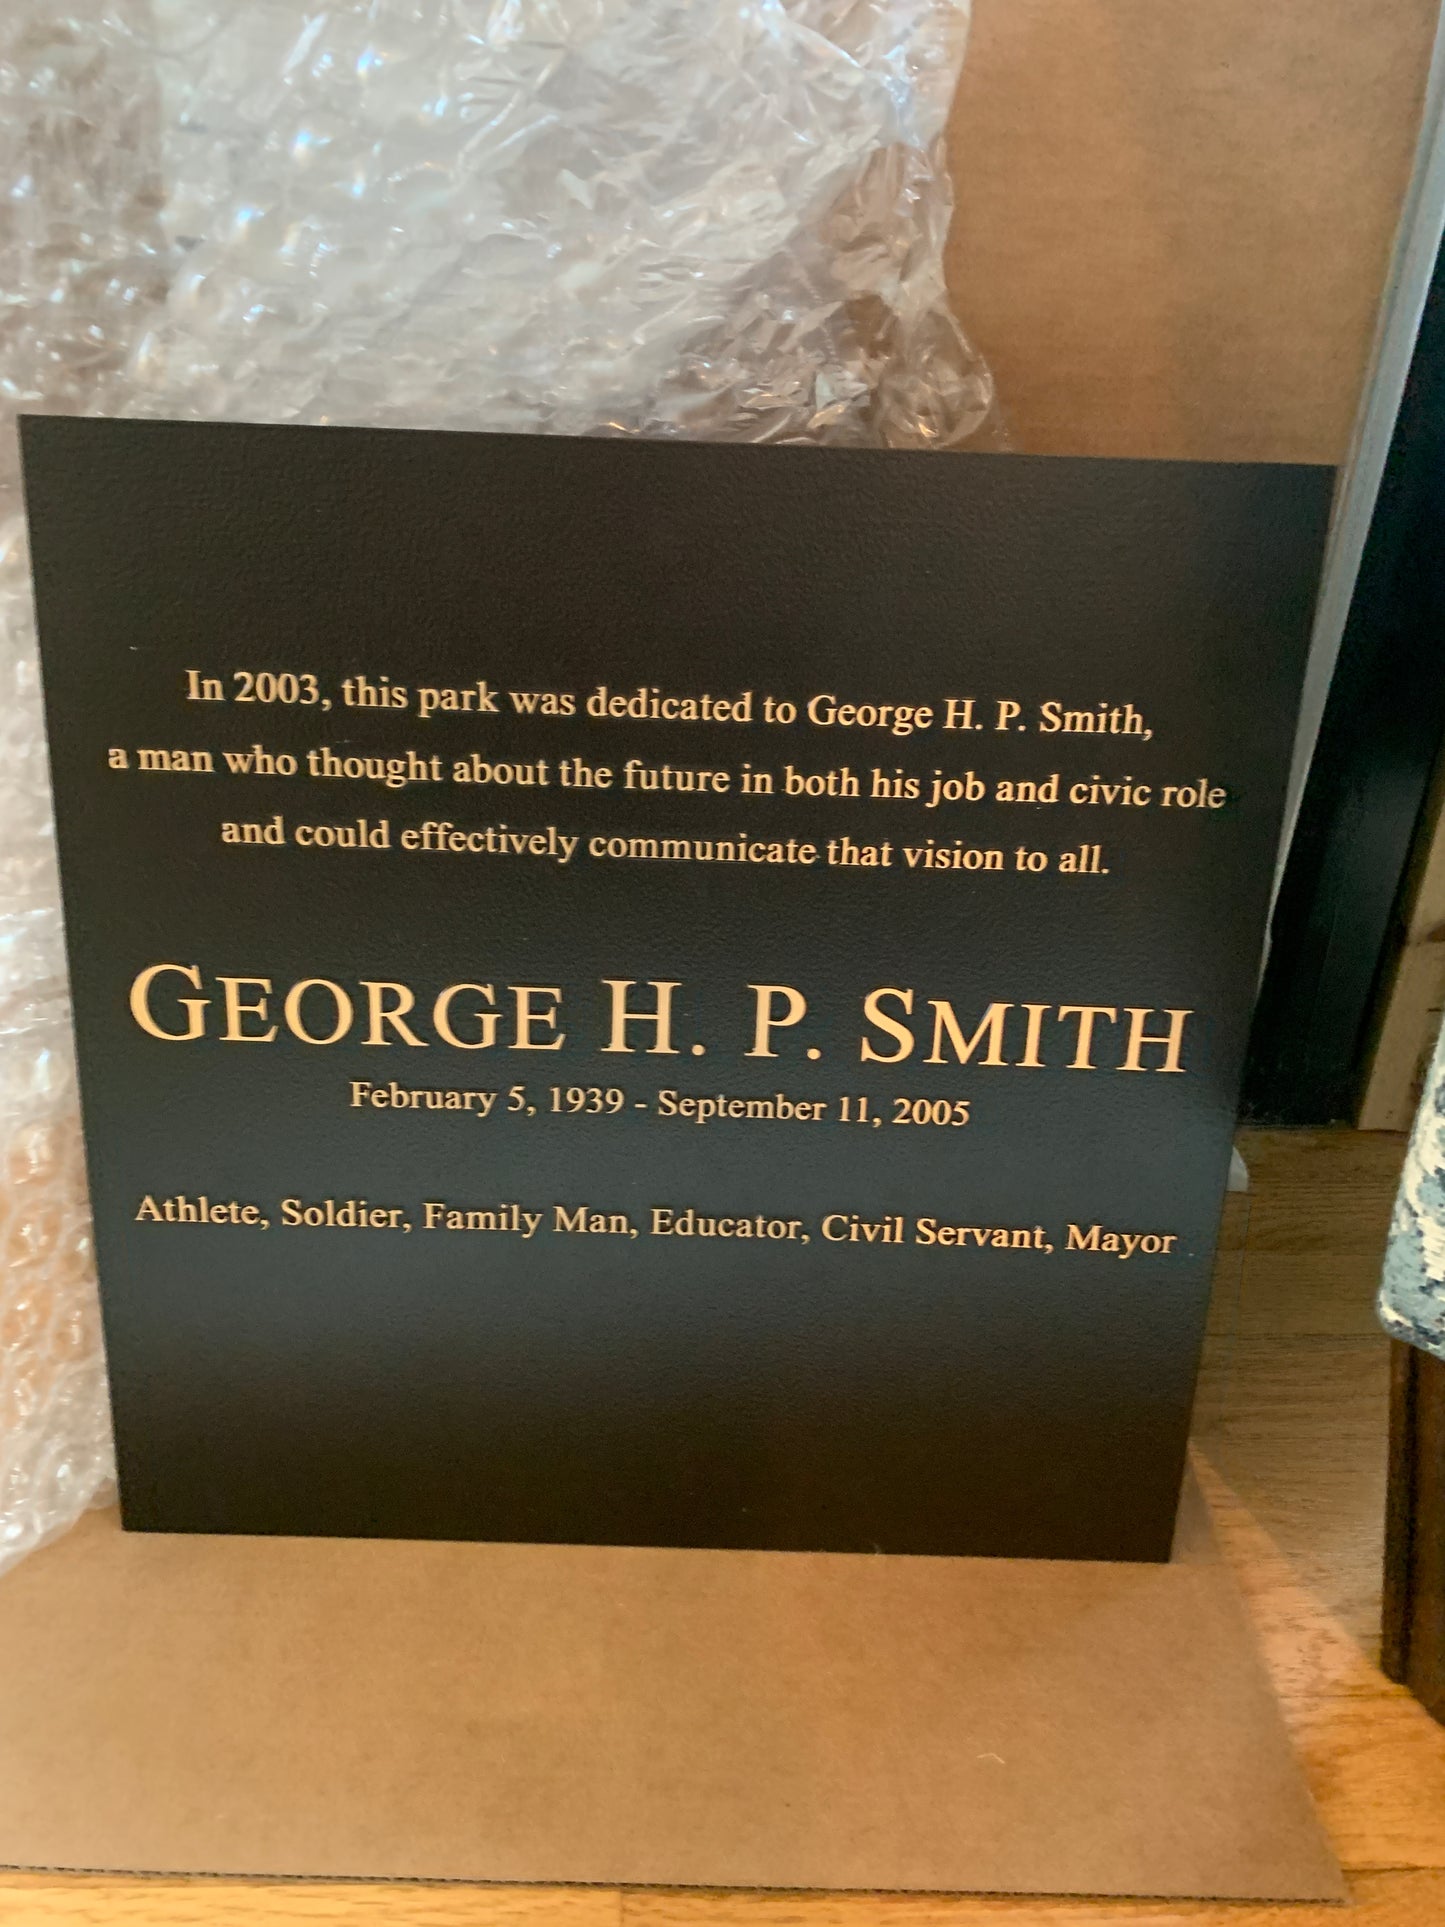 In 2003, this park was dedicated to George H. P. Smith,
a man who thought about the future in both his job and civic role
and could effectively communicate that vision to all.
GEORGE H. P. SMITH
February 5, 1939 - September 11, 2005
Athlete, Soldier, Family Man, Educator, Civil Servant, Mayor